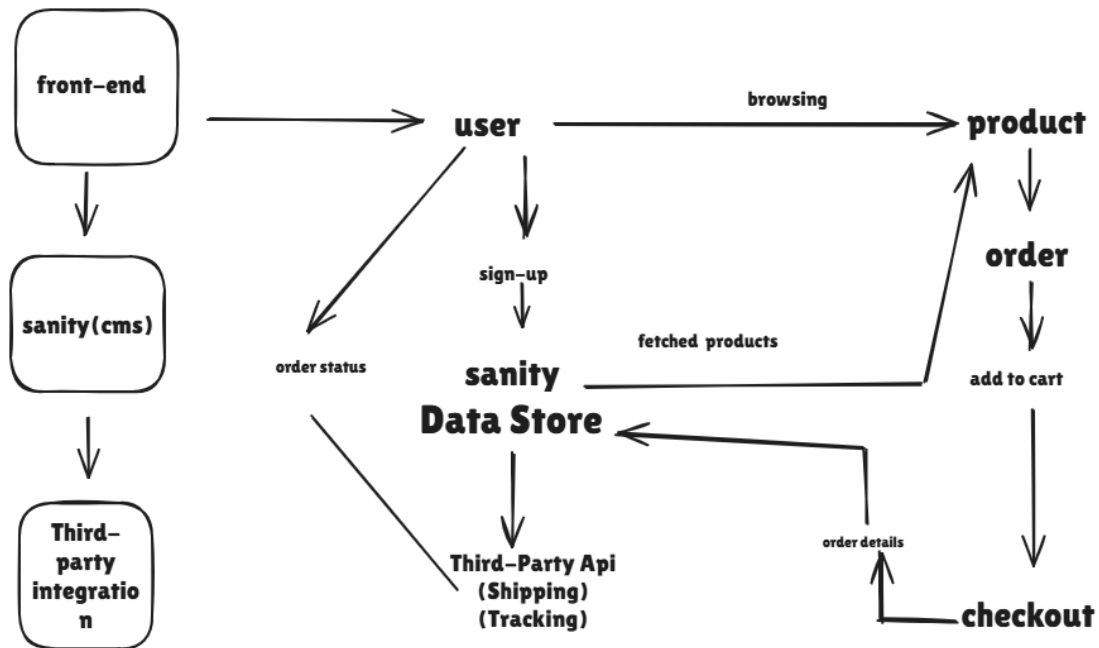 front-end
browsing
user
product
order
sign-up
sanity(cms)
fetched products
order status
sanity
add to cart
Data Store
Third-
party
integratio
n
order details
Third-Party Api
(Shipping)
(Tracking)
checkout